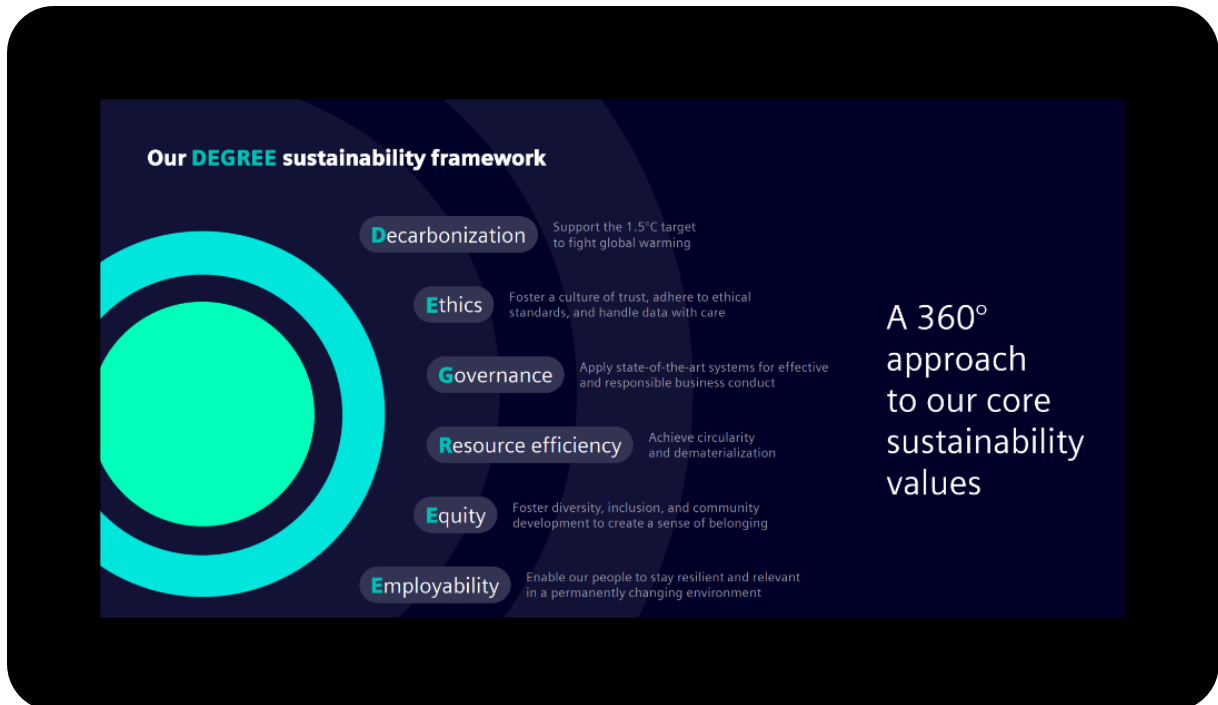 Our DEGREE sustainability framework
Decarbonization
Support the 1.5°C target
to fight global warming
Ethics
Foster a culture of trust, adhere to ethical
standards, and handle data with care
Governance
Apply state-of-the-art systems for effective
and responsible business conduct
Resource efficiency
Achieve circularity
and dematerialization
Equity
Foster diversity, inclusion, and community
development to create a sense of belonging
Employability
Enable our people to stay resilient and relevant
in a permanently changing environment
A 360°
approach
to our core
sustainability
values